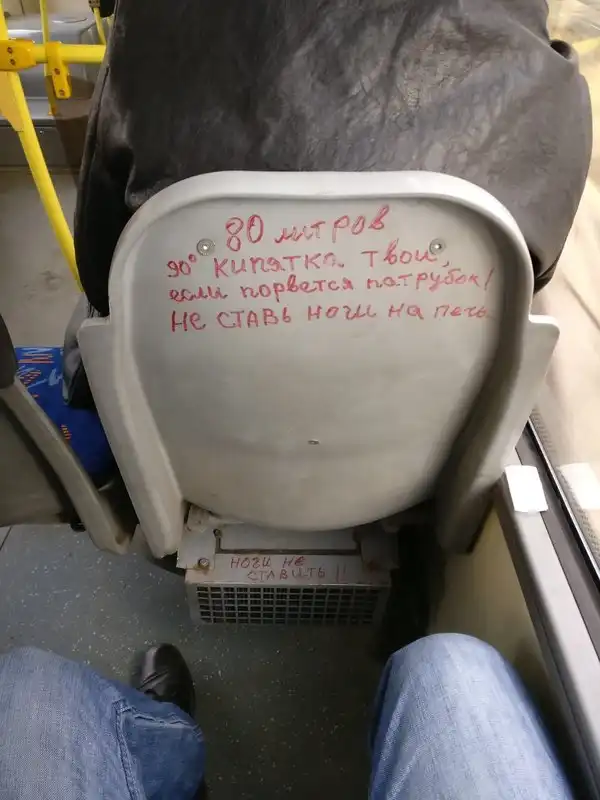 80 литров
90° кипятка твои,
если порвется патрубок!
Не ставь ноги на печь
ноги не
ставить!!